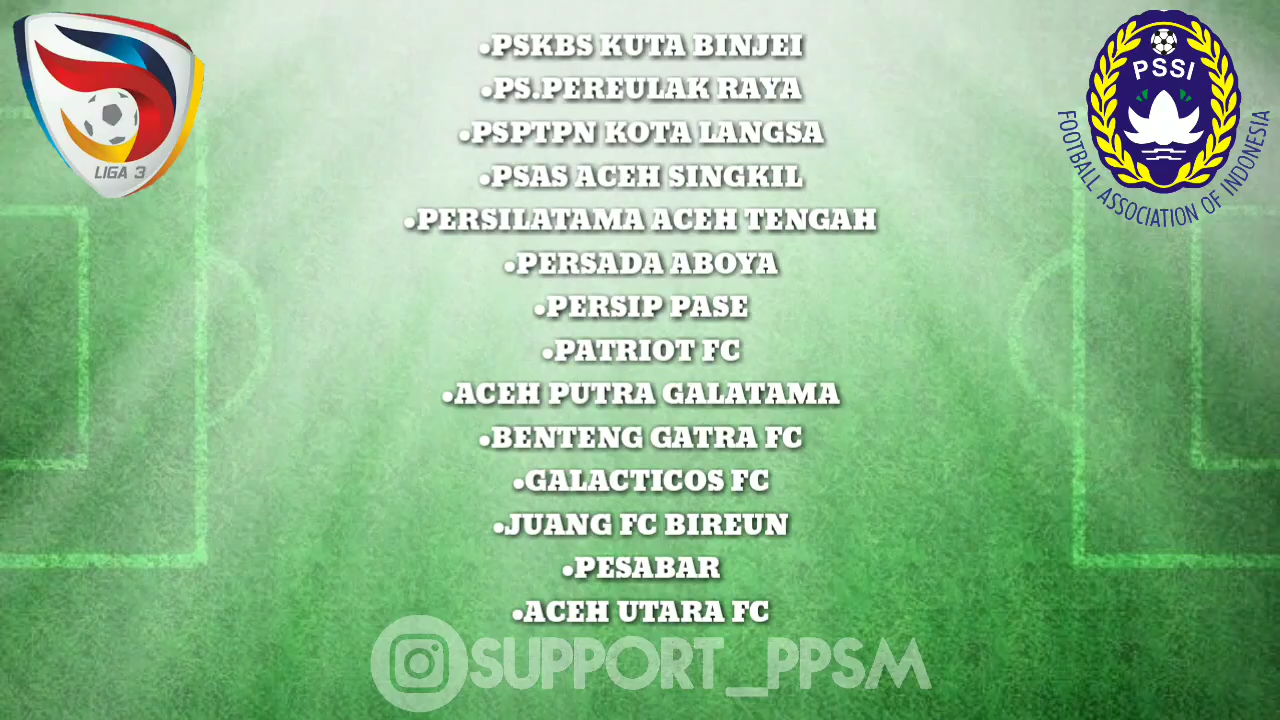 LIGA 3
PSSI
FOOTBALL ASSOCIATION OF INDONESIA
•PSKBS KUTA BINJEI
•PS.PEREULAK RAYA
•PSPTPN KOTA LANGSA
•PSAS ACEH SINGKIL
•PERSILATAMA ACEH TENGAH
•PERSADA ABOYA
•PERSIP PASE
•PATRIOT FC
•ACEH PUTRA GALATAMA
•BENTENG GATRA FC
•GALACTICOS FC
•JUANG FC BIREUN
•PESABAR
•ACEH UTARA FC
@SUPPORT_PPSM